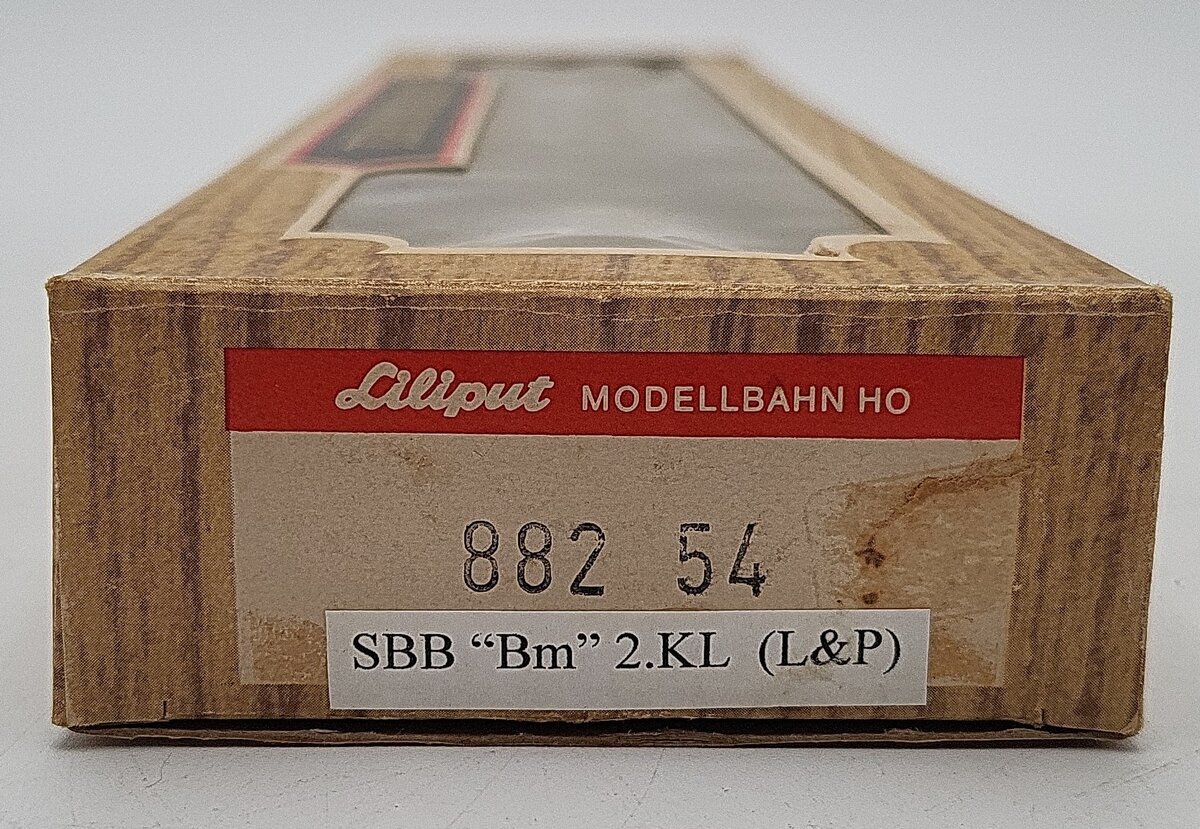 Liliput MODELLBAHN HO
882 54
SBB “Bm” 2.KL (L&P)